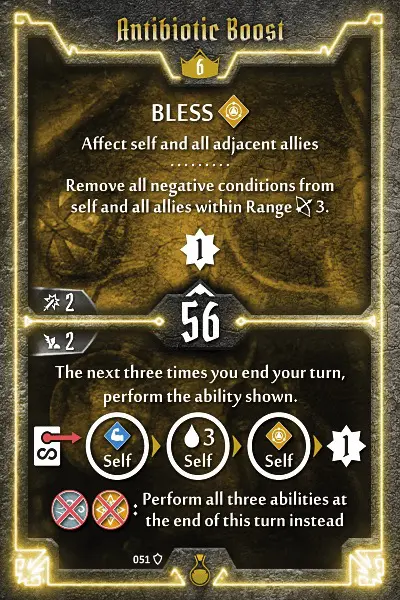 Antibiotic Boost
6
BLESS
Affect self and all adjacent allies
Remove all negative conditions from
self and all allies within Range 3.
1
2
56
2
The next three times you end your turn,
perform the ability shown.
Self
3
Self
Self
1
: Perform all three abilities at
the end of this turn instead
051